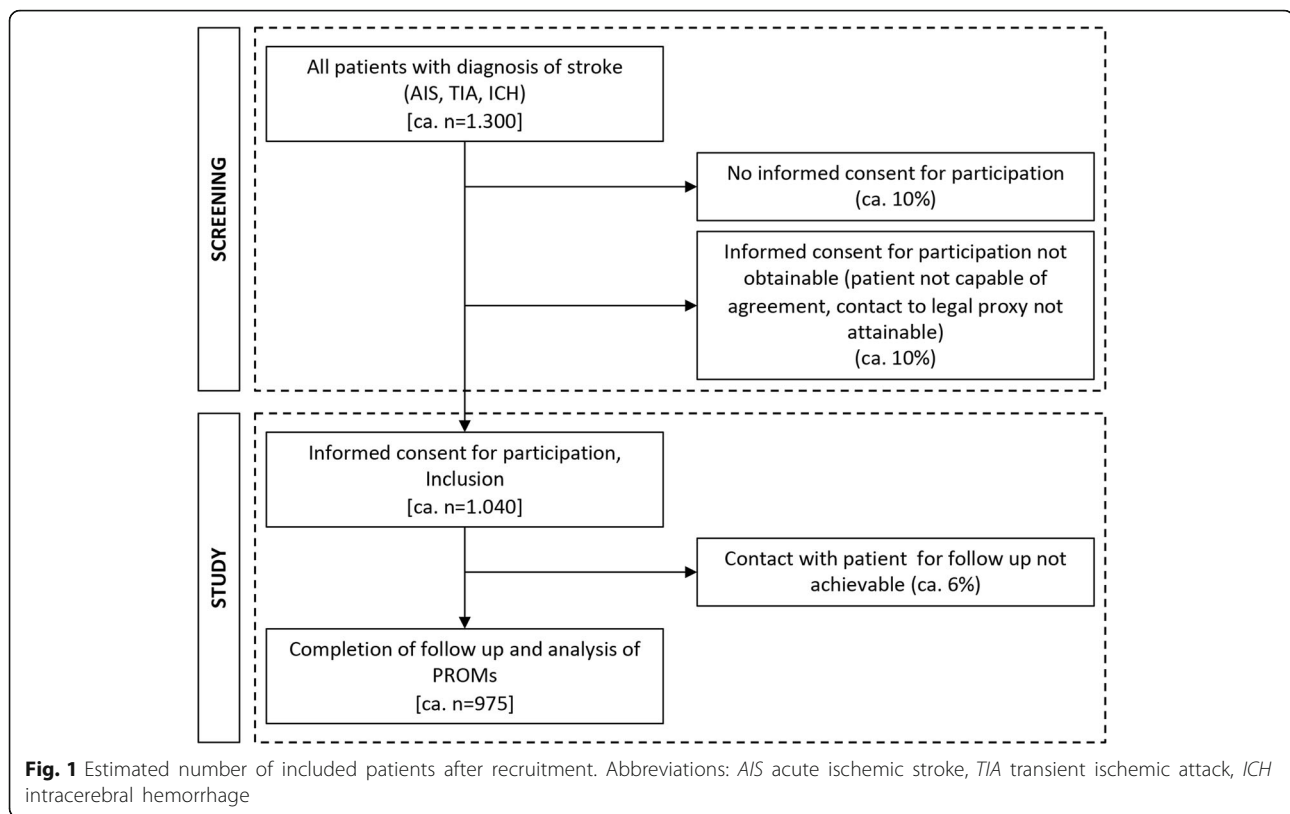 SCREENING
All patients with diagnosis of stroke
(AIS, TIA, ICH)
[ca. n=1.300]
No informed consent for participation
(ca. 10%)
Informed consent for participation not
obtainable (patient not capable of
agreement, contact to legal proxy not
attainable)
(ca. 10%)
STUDY
Informed consent for participation,
Inclusion
[ca. n=1.040]
Contact with patient for follow up not
achievable (ca. 6%)
Completion of follow up and analysis of
PROMs
[ca. n=975]
Fig. 1 Estimated number of included patients after recruitment. Abbreviations: AIS acute ischemic stroke, TIA transient ischemic attack, ICH
intracerebral hemorrhage